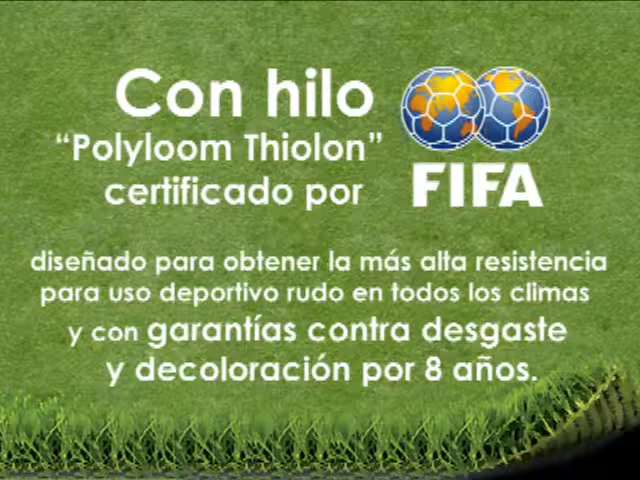 Con hilo
“Polyloom Thiolon”
certificado por
FIFA
diseñado para obtener la más alta resistencia
para uso deportivo rudo en todos los climas
y con garantías contra desgaste
y decoloración por 8 años.